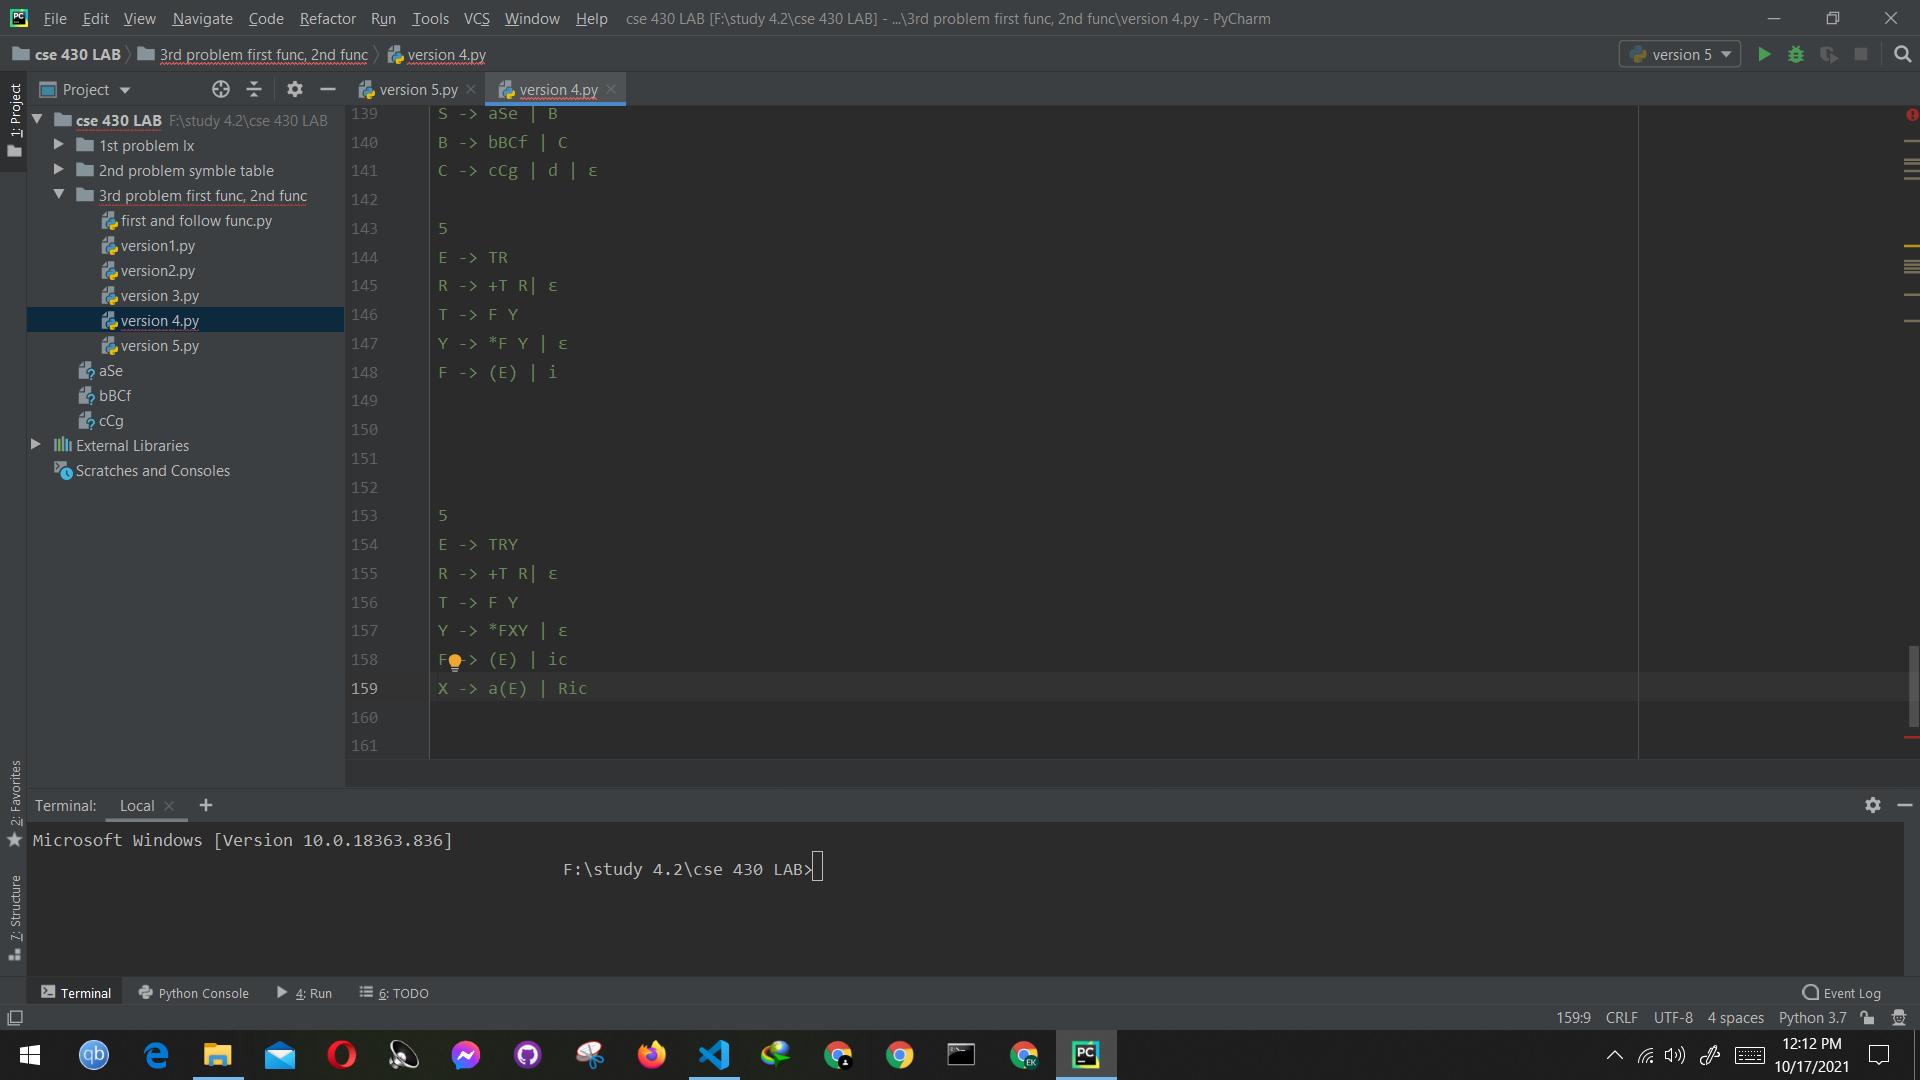 File Edit View Navigate Code Refactor Run Tools VCS Window Help cse 430 LAB [F:\study 4.2\cse 430 LAB] - ...\3rd problem first func, 2nd func\version 4.py - PyCharm
cse 430 LAB 3rd problem first func, 2nd func version 4.py version 5
Project version 5.py version 4.py
1: Project
cse 430 LAB F:\study 4.2\cse 430 LAB
1st problem lx
2nd problem symble table
3rd problem first func, 2nd func
first and follow func.py
version1.py
version2.py
version 3.py
version 4.py
version 5.py
aSe
bBCf
cCg
External Libraries
Scratches and Consoles
139 S -> aSe | B
140 B -> bBCf | C
141 C -> cCg | d | ε
142
143 5
144 E -> TR
145 R -> +T R| ε
146 T -> F Y
147 Y -> *F Y | ε
148 F -> (E) | i
149
150
151
152
153 5
154 E -> TRY
155 R -> +T R| ε
156 T -> F Y
157 Y -> *FXY | ε
158 F -> (E) | ic
159 X -> a(E) | Ric
160
161
2: Favorites
7: Structure
Terminal: Local
Microsoft Windows [Version 10.0.18363.836]
F:\study 4.2\cse 430 LAB>
Terminal Python Console 4: Run 6: TODO Event Log
159:9 CRLF UTF-8 4 spaces Python 3.7
qb
EK
PC
12:12 PM
10/17/2021